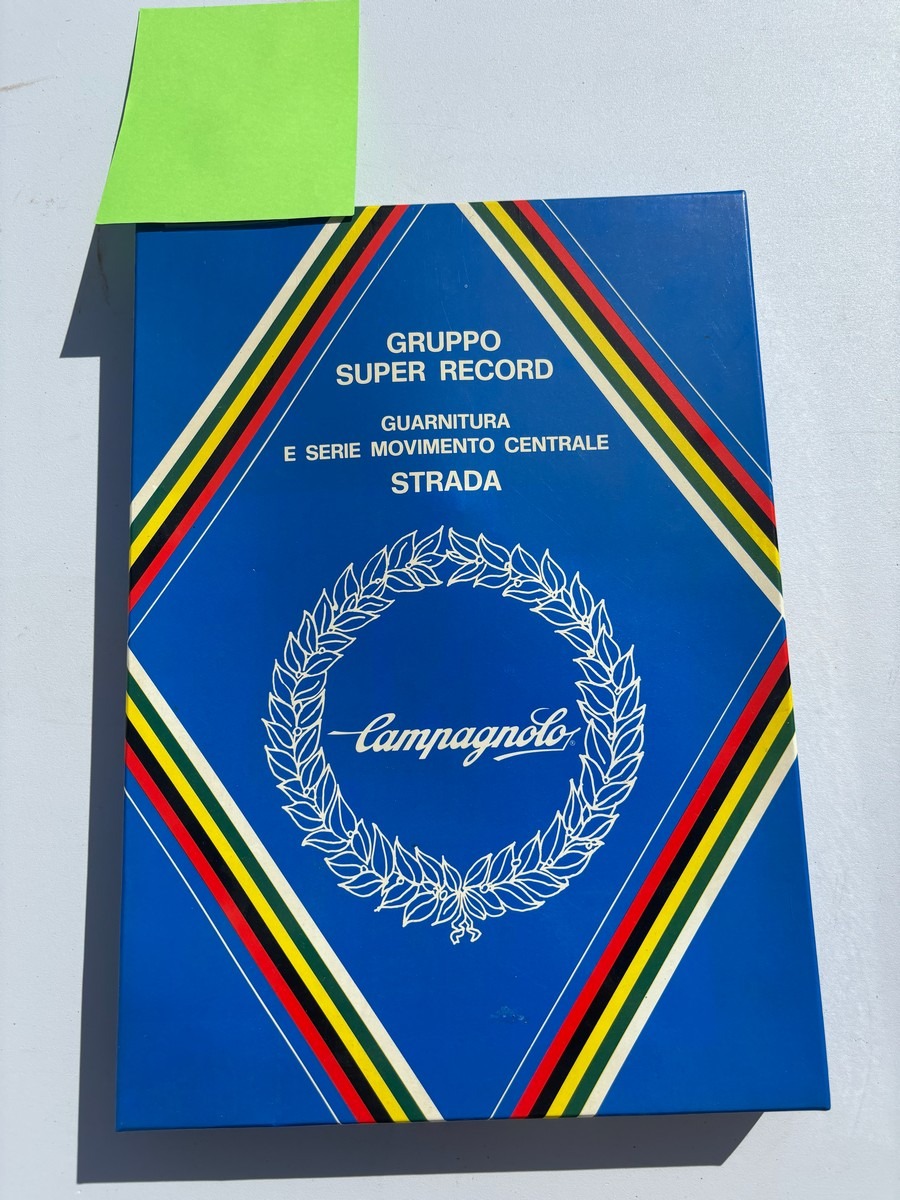 GRUPPO
SUPER RECORD
GUARNITURA
E SERIE MOVIMENTO CENTRALE
STRADA
Campagnolo®